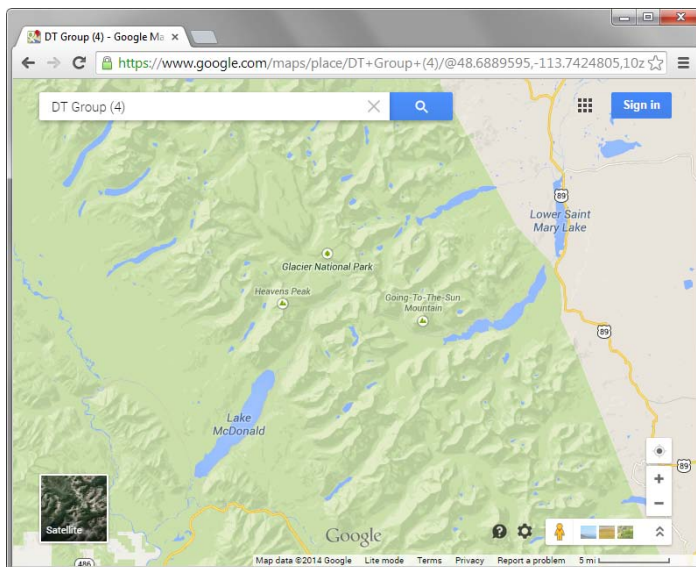 DT Group (4) - Google Ma
https://www.google.com/maps/place/DT+Group+(4)/@48.6889595,-113.7424805,10z
DT Group (4)
Sign in
89
Lower Saint
Mary Lake
Glacier National Park
Heavens Peak
Going-To-The-Sun
Mountain
89
Lake
McDonald
89
Satellite
Google
486
Map data ©2014 Google Lite mode Terms Privacy Report a problem 5 mi